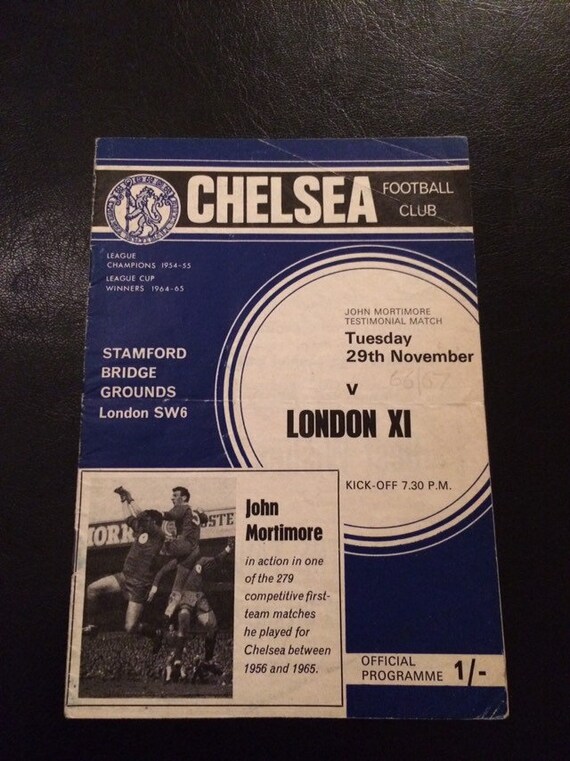 CHELSEA
FOOTBALL
CLUB
LEAGUE
CHAMPIONS 1954-55
LEAGUE CUP
WINNERS 1964-65
STAMFORD
BRIDGE
GROUNDS
London SW6
JOHN MORTIMORE
TESTIMONIAL MATCH
Tuesday
29th November
66/67
v
LONDON XI
KICK-OFF 7.30 P.M.
John
Mortimore
in action in one
of the 279
competitive first-
team matches
he played for
Chelsea between
1956 and 1965.
OFFICIAL
PROGRAMME 1/-